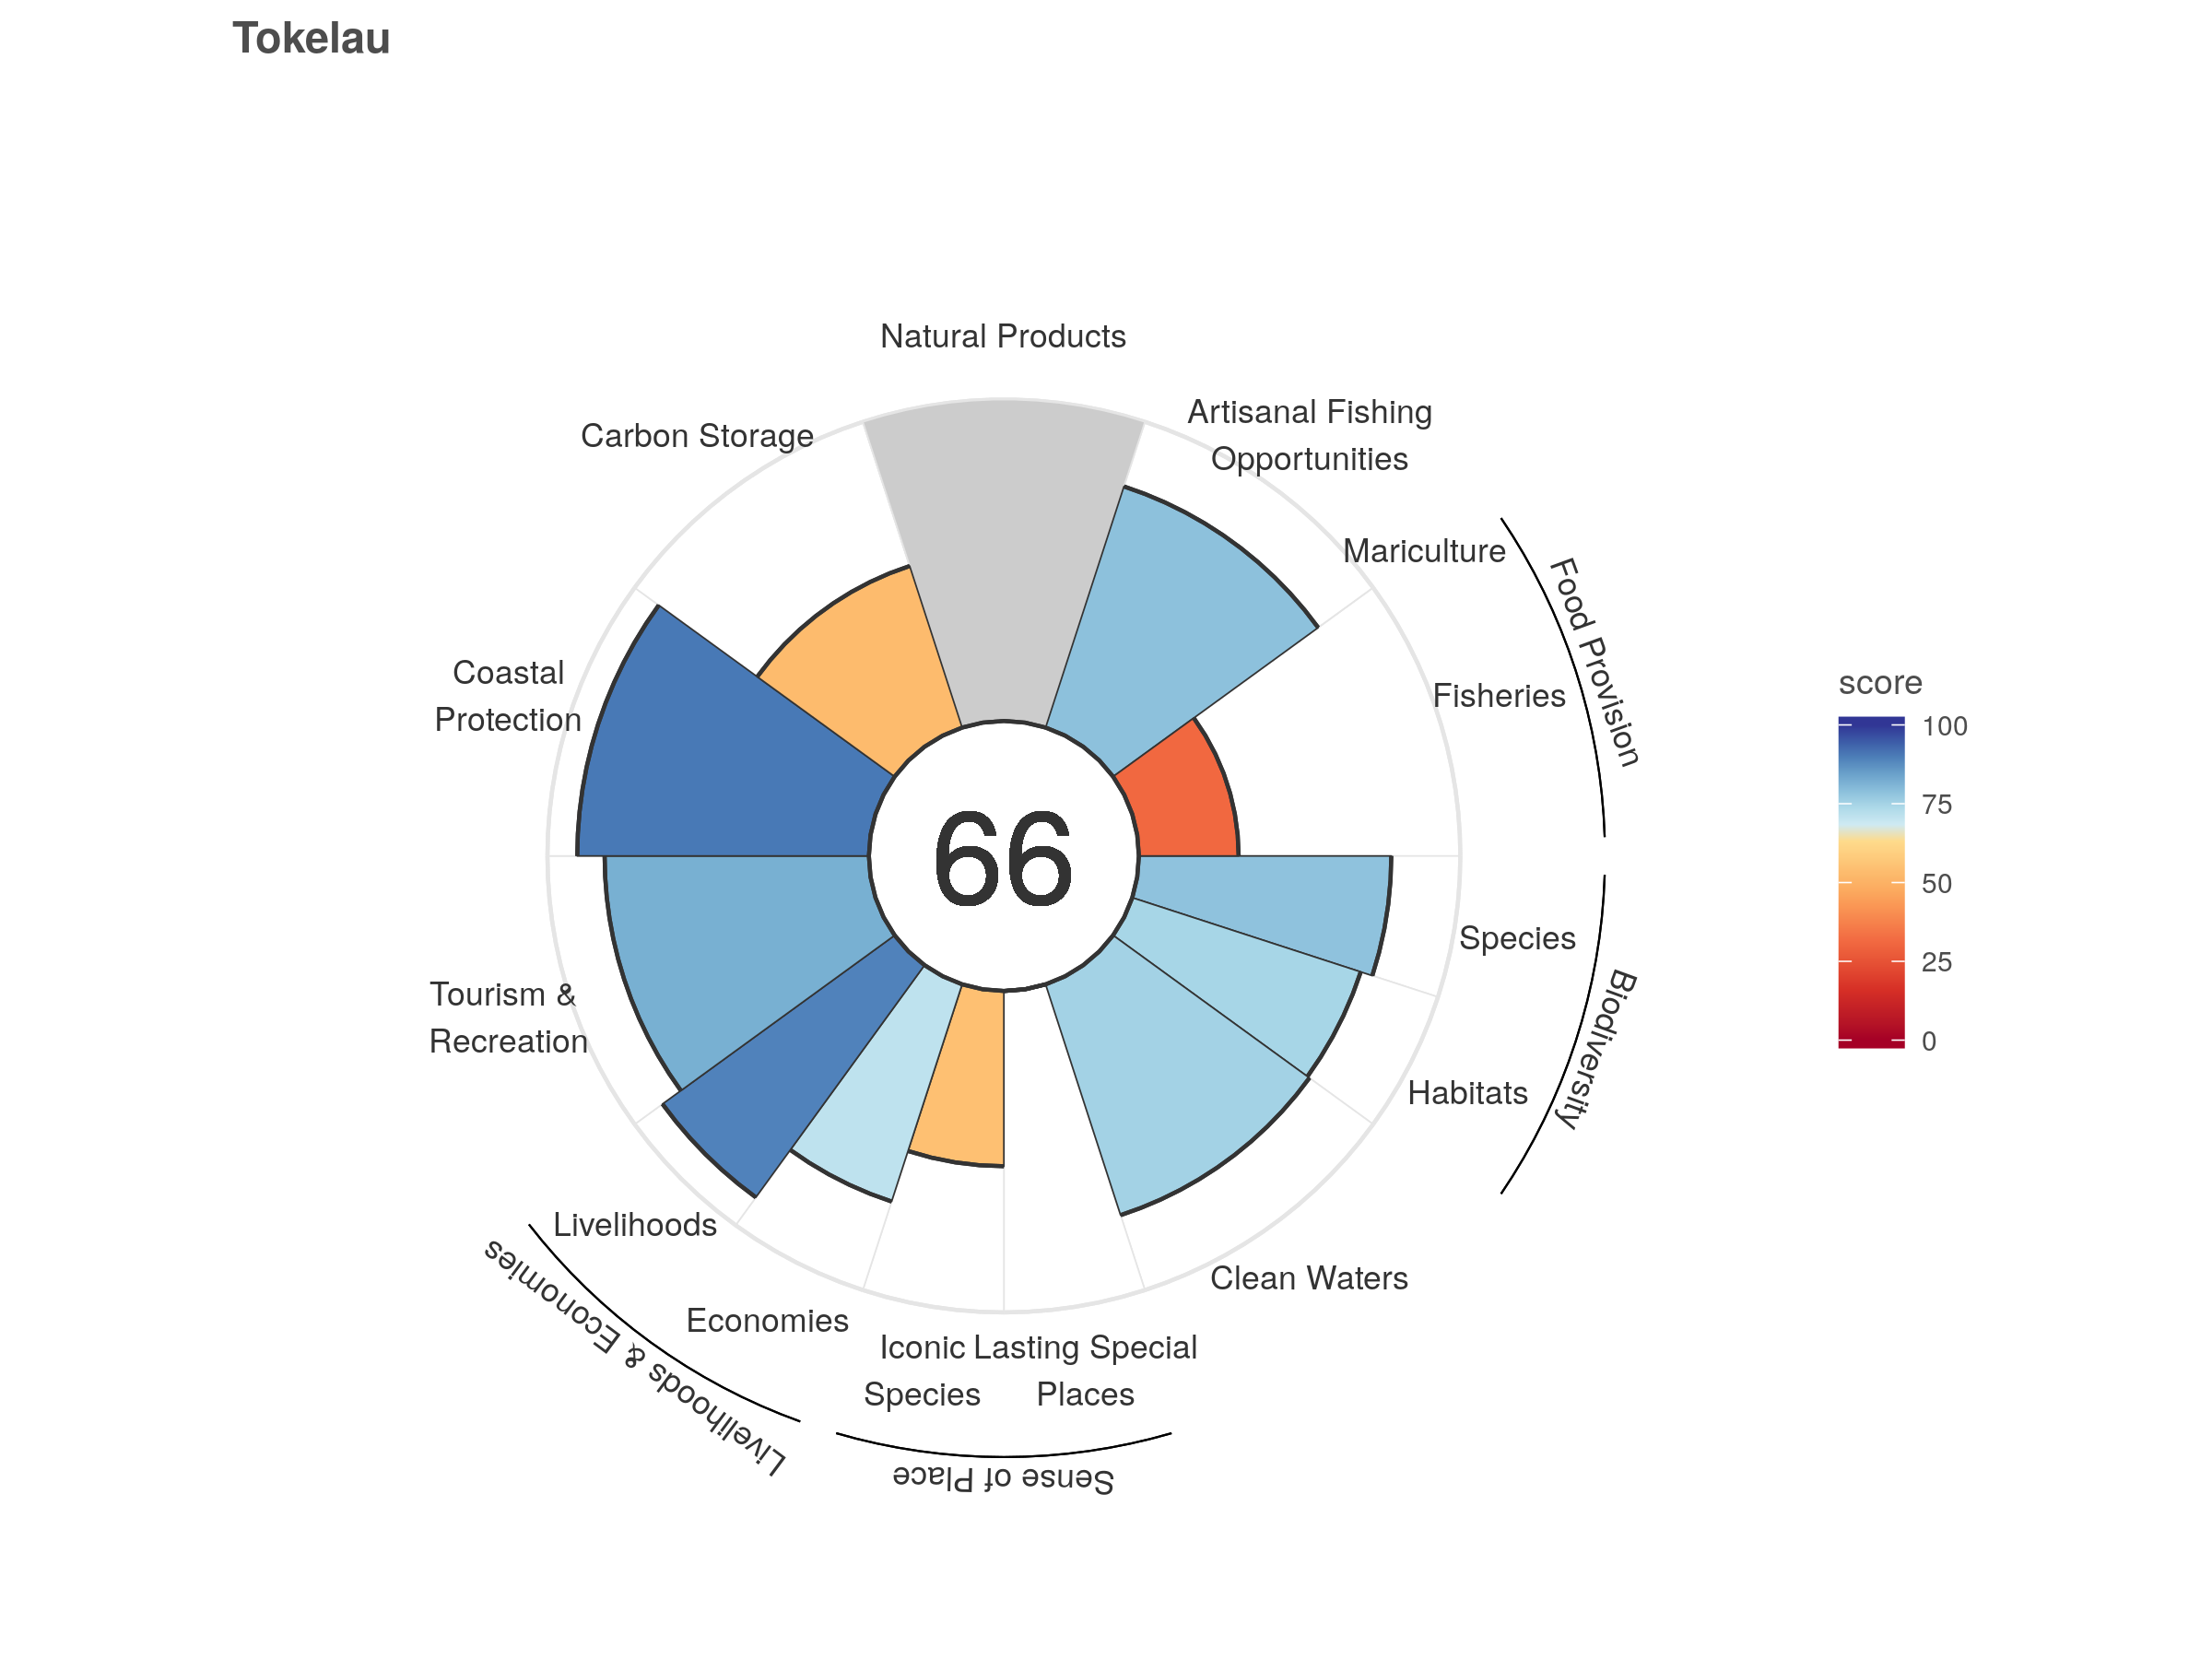 Tokelau
Natural Products
Carbon Storage
Artisanal Fishing
Opportunities
Mariculture
Food Provision
Fisheries
Coastal
Protection
score
100
75
50
25
0
66
Species
Biodiversity
Tourism &
Recreation
Habitats
Livelihoods
Clean Waters
Economies
Livelihoods & Economies
Iconic
Species
Lasting Special
Places
Sense of Place